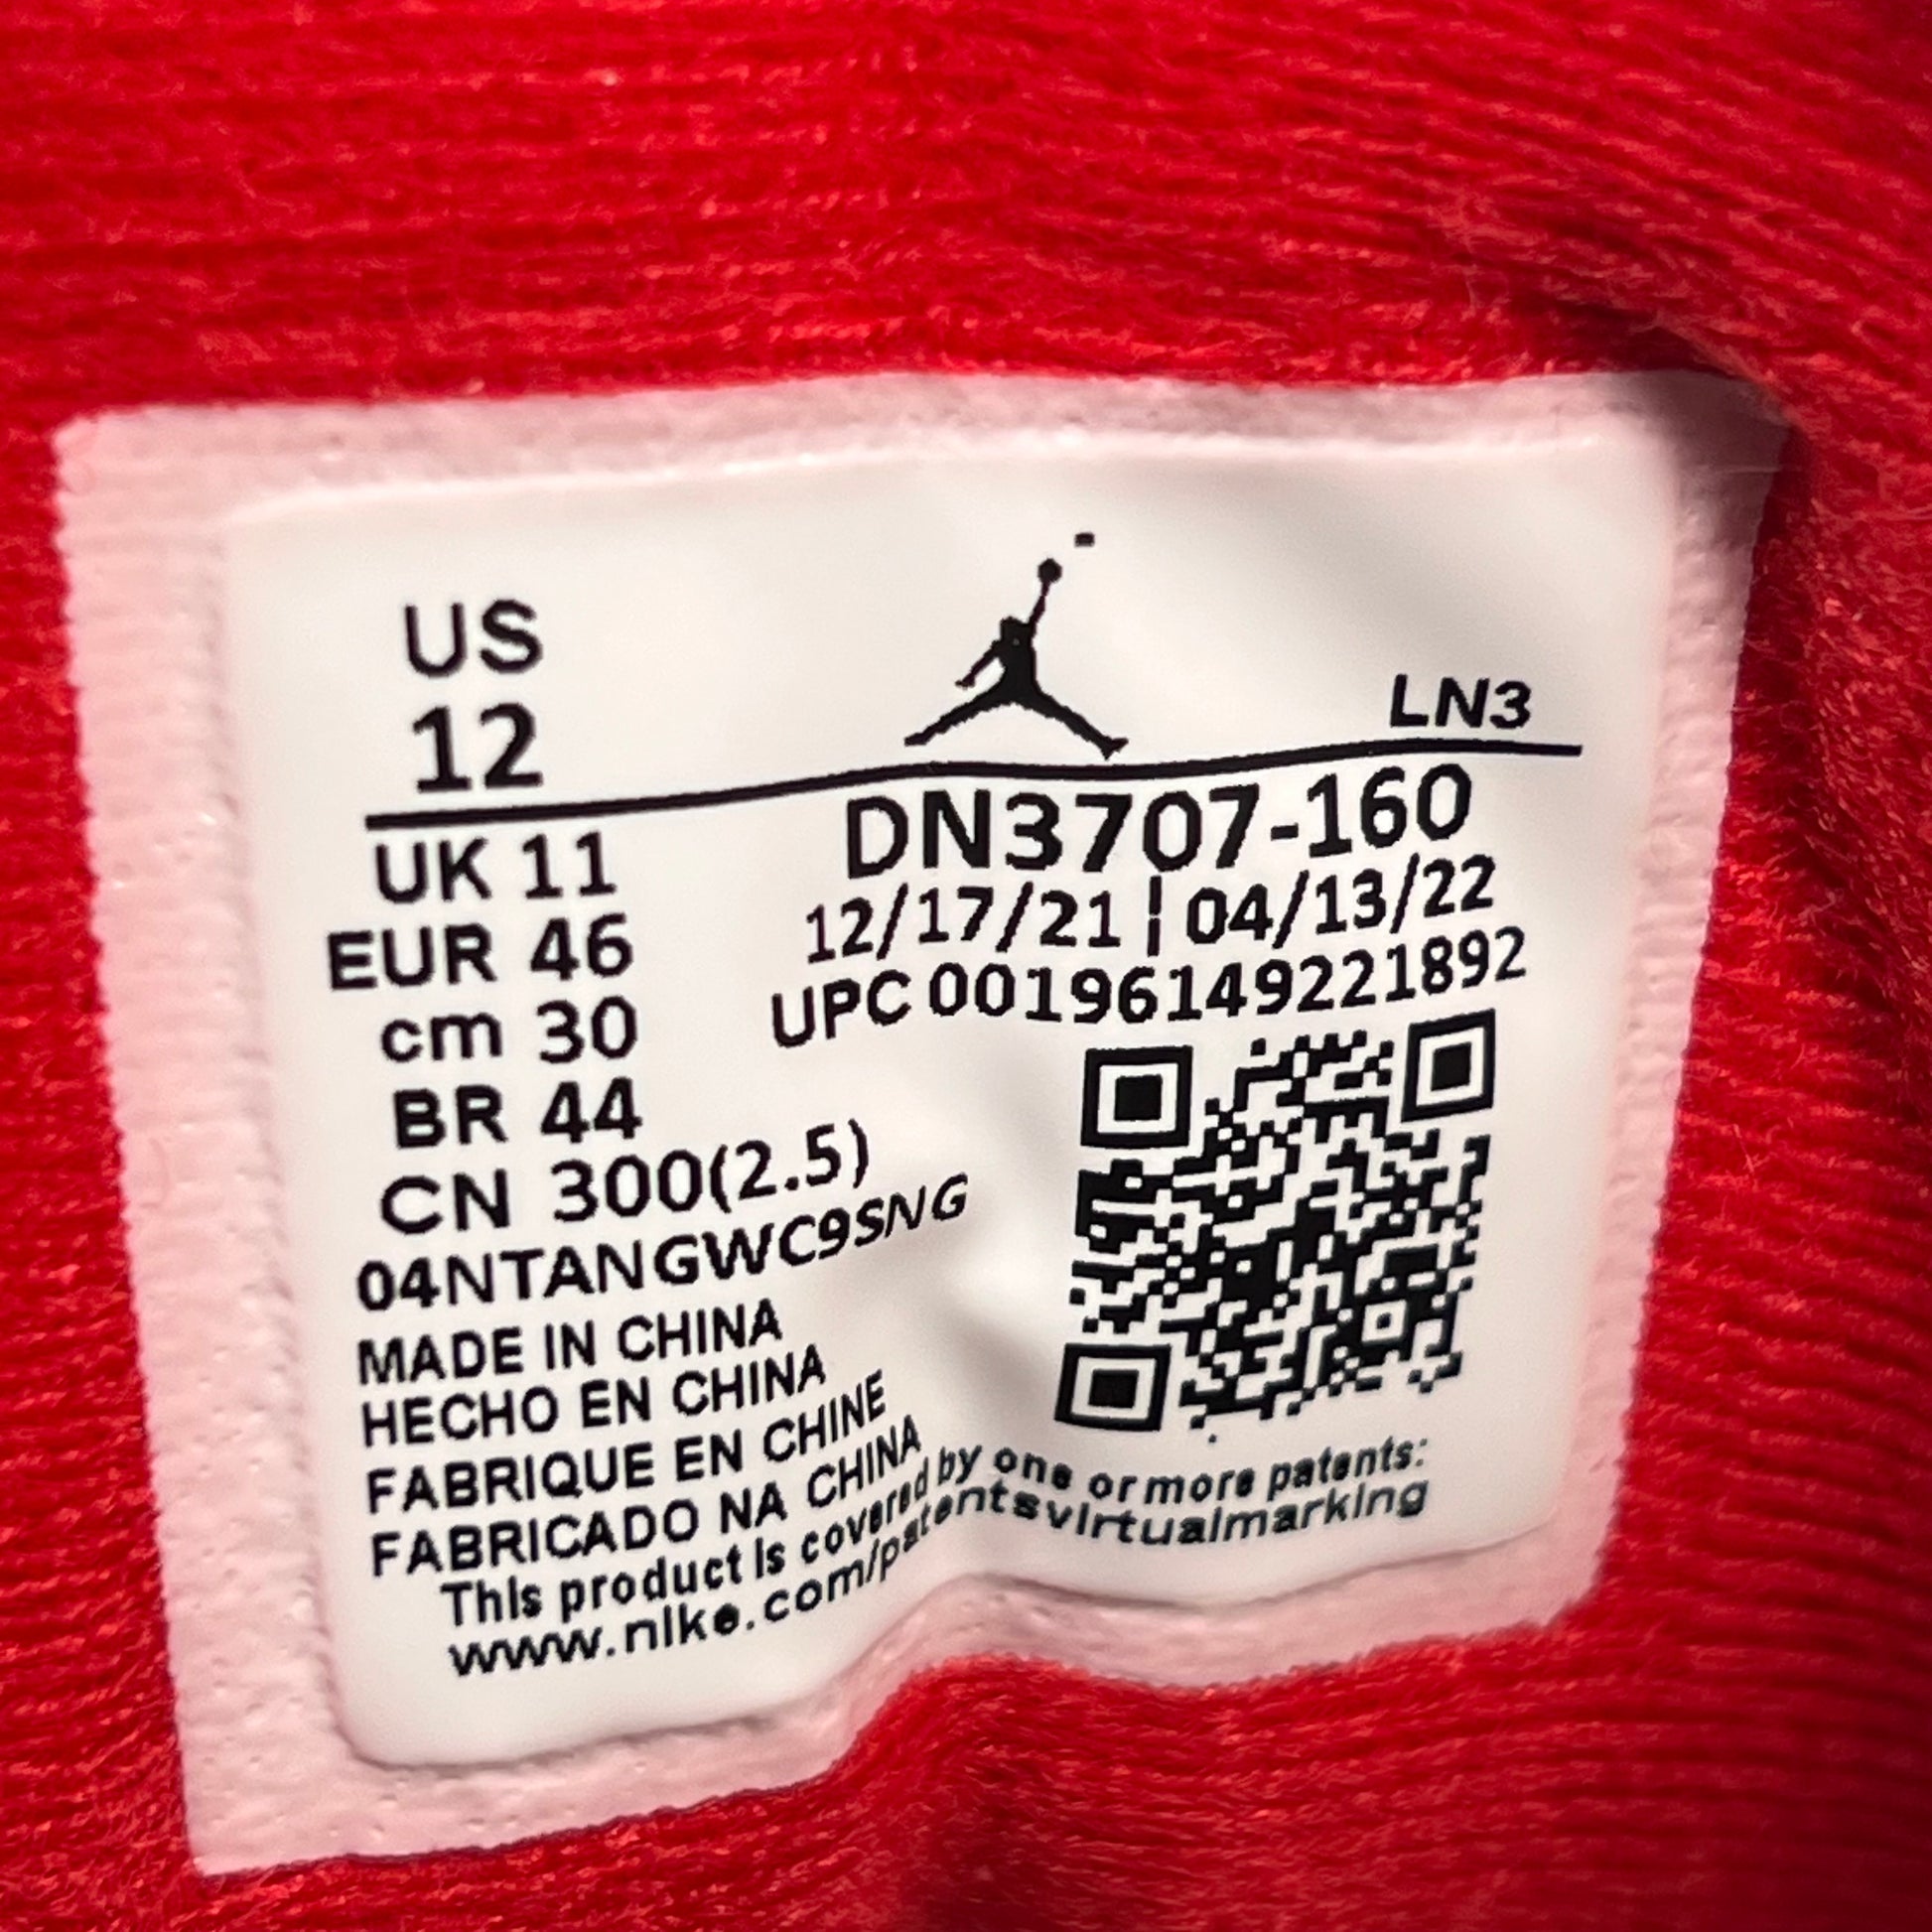 US
12
LN3
UK 11
EUR 46
cm 30
BR 44
CN 300(2.5)
DN3707-160
12/17/21 | 04/13/22
UPC 00196149221892
04NTANGWC9SNG
MADE IN CHINA
HECHO EN CHINA
FABRIQUE EN CHINE
FABRICADO NA CHINA
This product is covered by one or more patents:
www.nike.com/patentsvirtualmarking